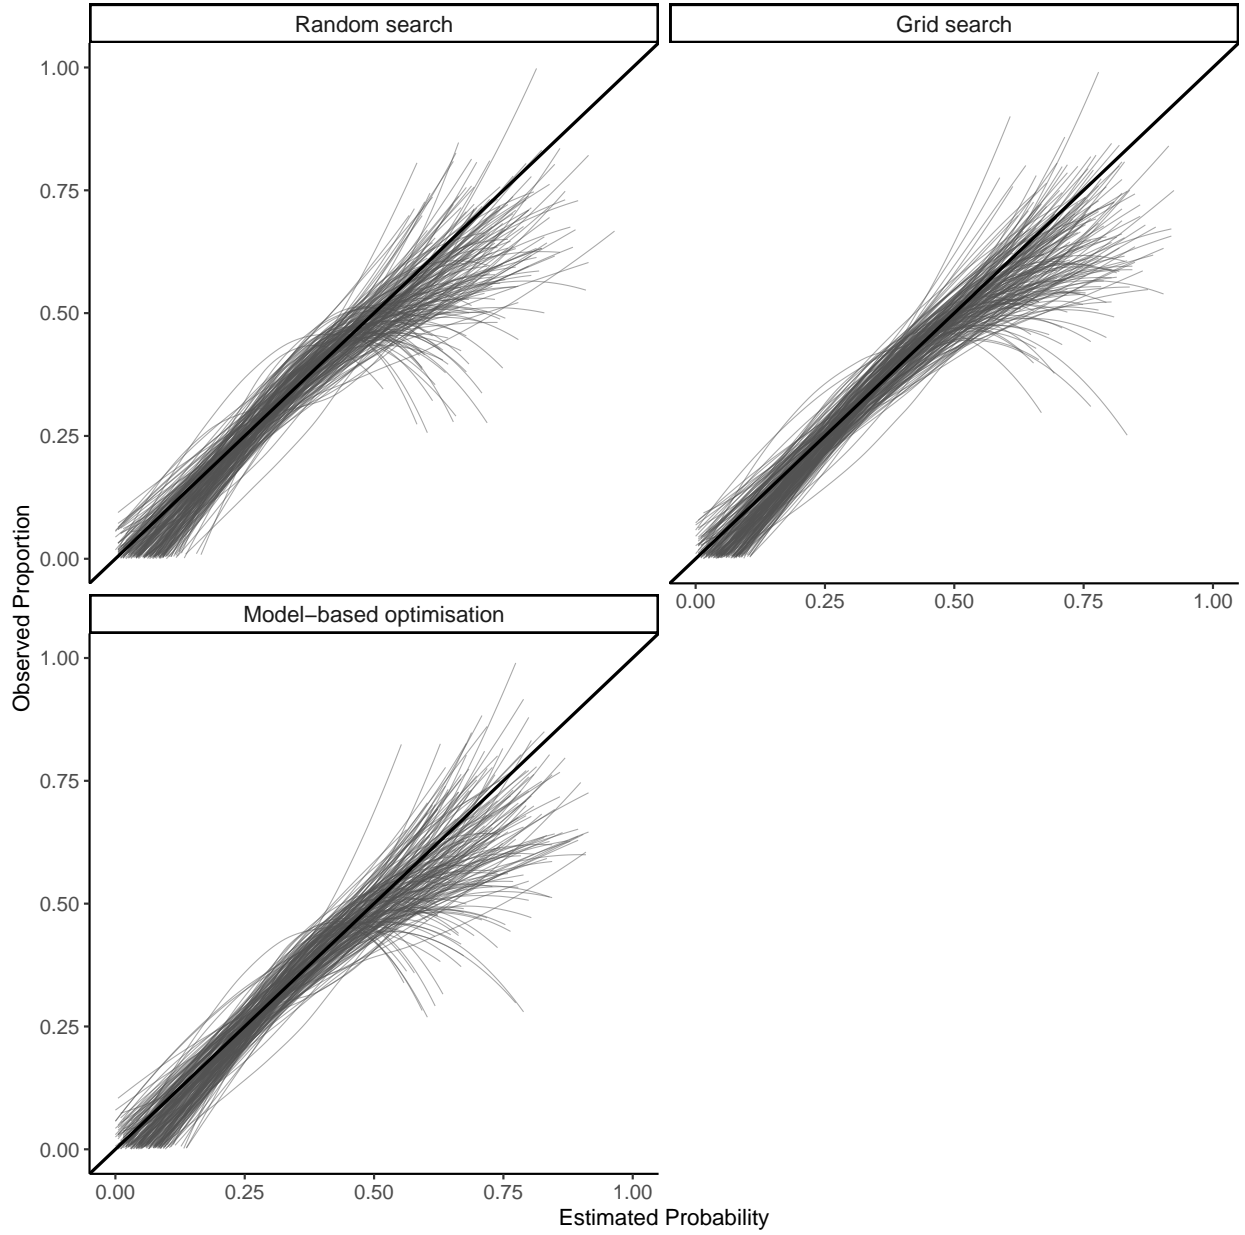 Random search
Grid search
1.00
0.75
0.50
0.25
0.00
0.00 0.25 0.50 0.75 1.00
Model−based optimisation
1.00
0.75
0.50
0.25
0.00
0.00 0.25 0.50 0.75 1.00
Estimated Probability
Observed Proportion